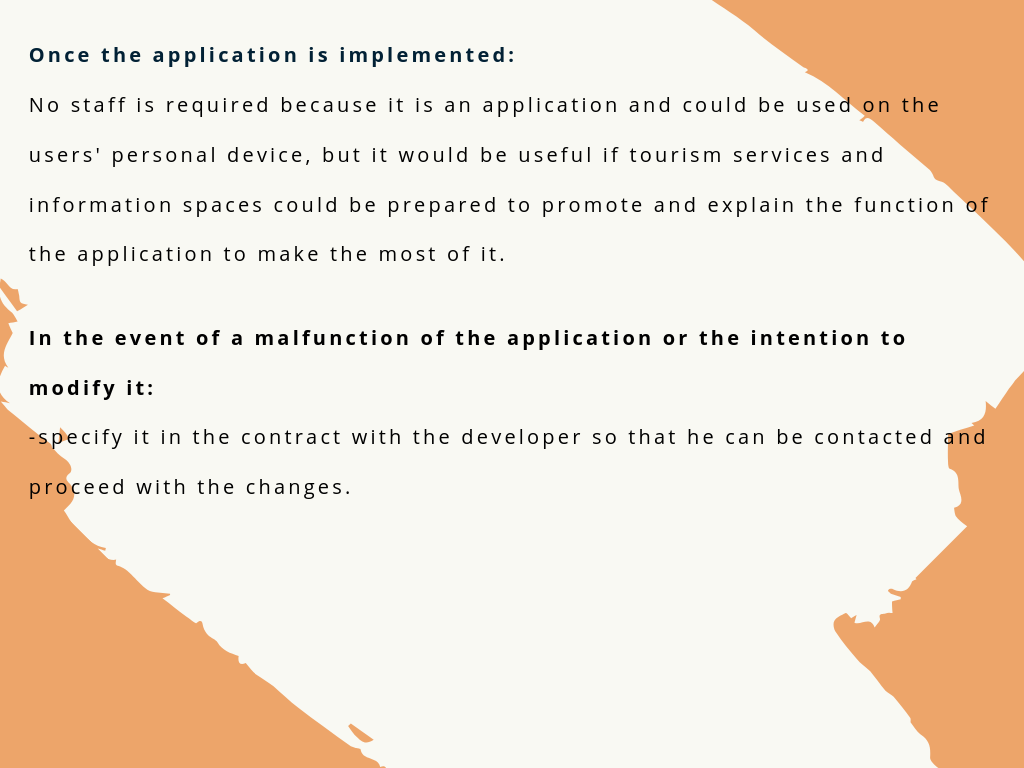 Once the application is implemented:
No staff is required because it is an application and could be used on the
users' personal device, but it would be useful if tourism services and
information spaces could be prepared to promote and explain the function of
the application to make the most of it.
In the event of a malfunction of the application or the intention to
modify it:
-specify it in the contract with the developer so that he can be contacted and
proceed with the changes.